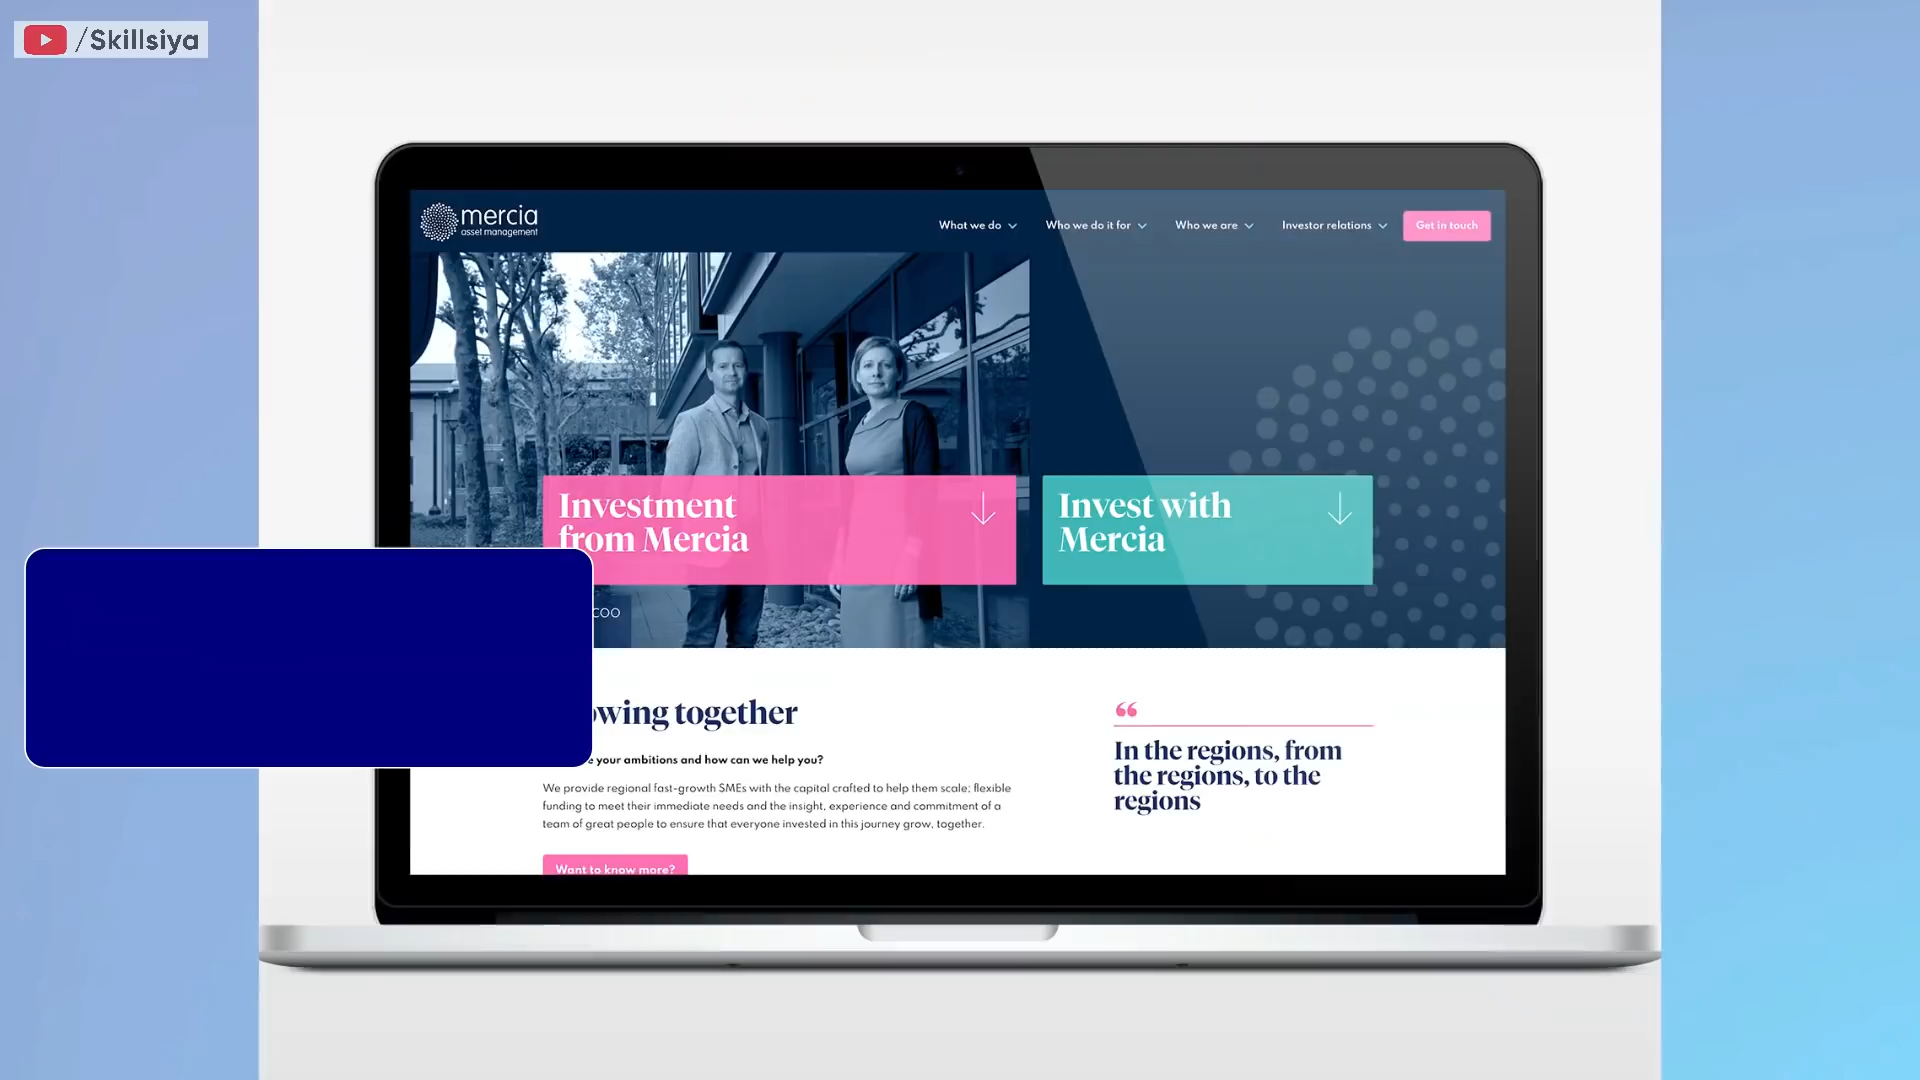 /Skillsiya
mercia
asset management
What we do
Who we do it for
Who we are
Investor relations
Get in touch
Investment
from Mercia
Invest with
Mercia
COO
owing together
your ambitions and how can we help you?
We provide regional fast-growth SMEs with the capital crafted to help them scale; flexible
funding to meet their immediate needs and the insight, experience and commitment of a
team of great people to ensure that everyone invested in this journey grow, together.
Want to know more?
“
In the regions, from
the regions, to the
regions